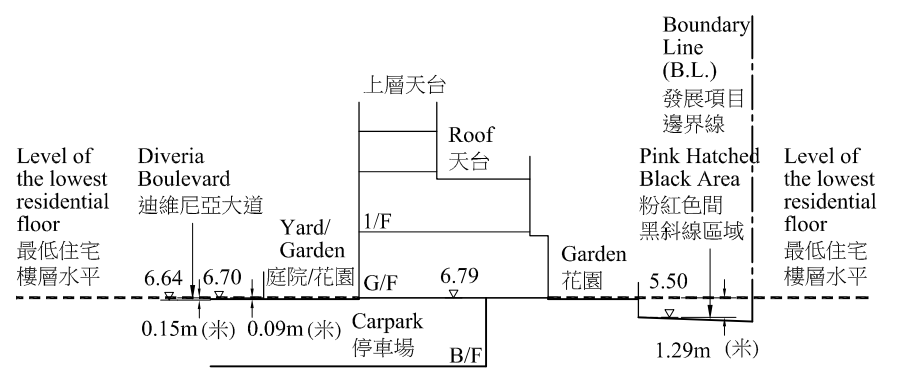 Boundary
Line
(B.L.)
發展項目
邊界線
上層天台
Roof
天台
Level of
the lowest
residential
floor
最低住宅
樓層水平
Diveria
Boulevard
迪維尼亞大道
Yard/
Garden
庭院/花園
1/F
Garden
花園
Pink Hatched
Black Area
粉紅色間
黑斜線區域
Level of
the lowest
residential
floor
最低住宅
樓層水平
6.64
6.70
G/F
6.79
5.50
0.15m (米)
0.09m (米)
Carpark
停車場
B/F
1.29m (米)